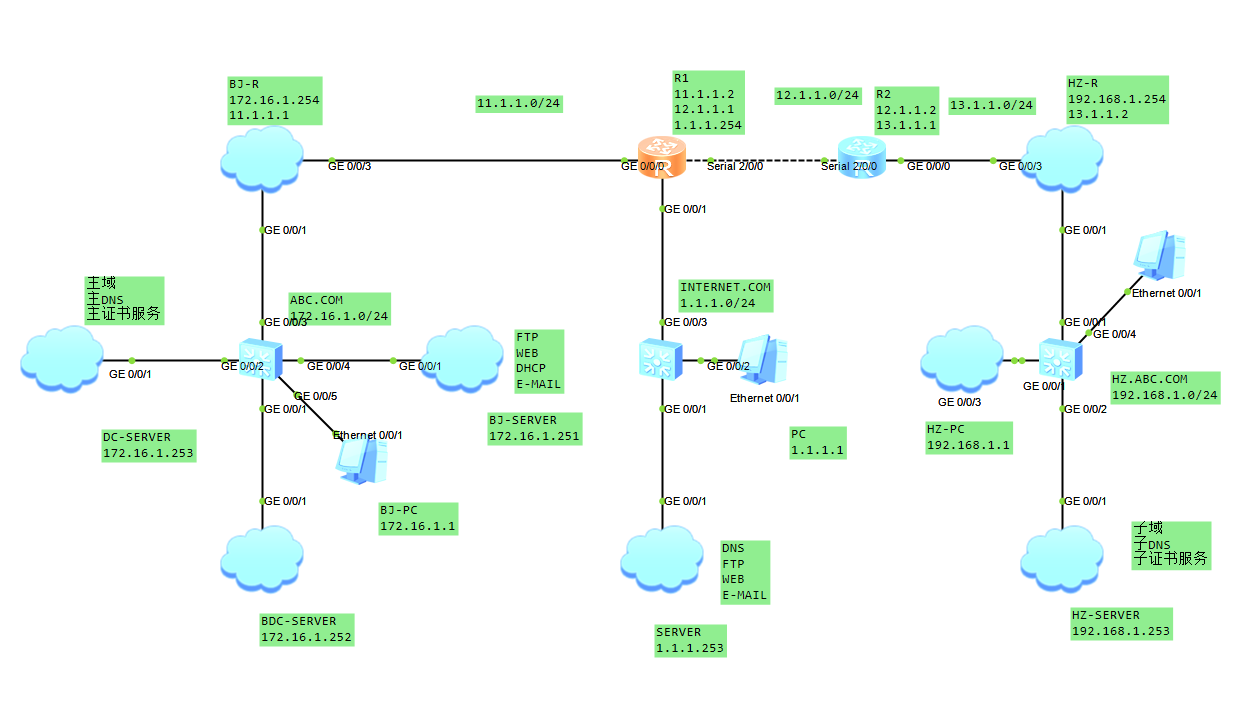 BJ-R
172.16.1.254
11.1.1.1
11.1.1.0/24
R1
11.1.1.2
12.1.1.1
1.1.1.254
12.1.1.0/24
R2
12.1.1.2
13.1.1.1
13.1.1.0/24
HZ-R
192.168.1.254
13.1.1.2
GE 0/0/3
GE 0/0/0
Serial 2/0/0
Serial 2/0/0
GE 0/0/0
GE 0/0/3
GE 0/0/1
GE 0/0/1
GE 0/0/1
主域
主DNS
主证书服务
ABC.COM
172.16.1.0/24
GE 0/0/3
GE 0/0/1
GE 0/0/2
GE 0/0/4
GE 0/0/1
GE 0/0/5
GE 0/0/1
Ethernet 0/0/1
FTP
WEB
DHCP
E-MAIL
BJ-SERVER
172.16.1.251
DC-SERVER
172.16.1.253
BJ-PC
172.16.1.1
GE 0/0/1
BDC-SERVER
172.16.1.252
INTERNET.COM
1.1.1.0/24
GE 0/0/3
GE 0/0/2
Ethernet 0/0/1
GE 0/0/1
PC
1.1.1.1
GE 0/0/1
DNS
FTP
WEB
E-MAIL
SERVER
1.1.1.253
Ethernet 0/0/1
GE 0/0/1
GE 0/0/4
GE 0/0/3
GE 0/0/2
HZ.ABC.COM
192.168.1.0/24
HZ-PC
192.168.1.1
GE 0/0/1
子域
子DNS
子证书服务
HZ-SERVER
192.168.1.253